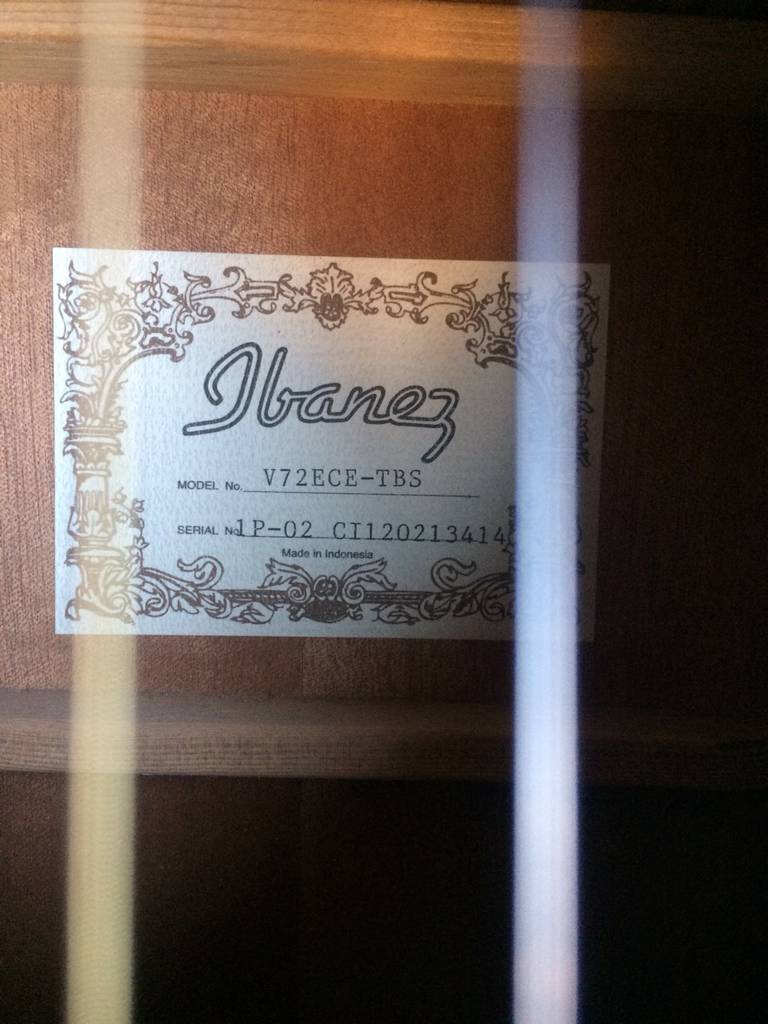 Ibanez
MODEL No. V72ECE-TBS
SERIAL No. 1P-02 CI120213414
Made in Indonesia